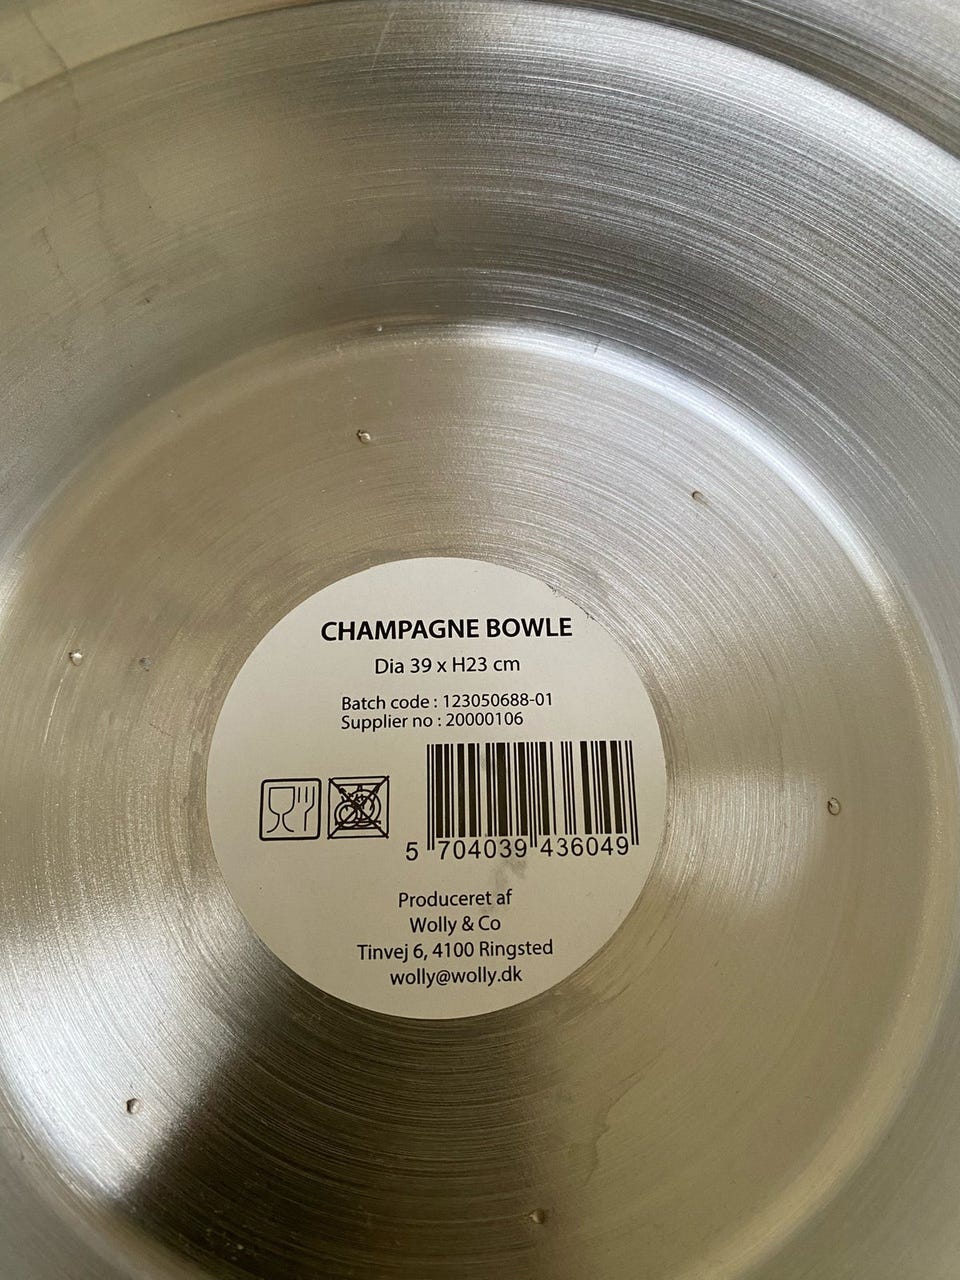 CHAMPAGNE BOWLE
Dia 39 x H23 cm
Batch code : 123050688-01
Supplier no : 20000106
5 704039 436049
Produceret af
Wolly & Co
Tinvej 6, 4100 Ringsted
wolly@wolly.dk